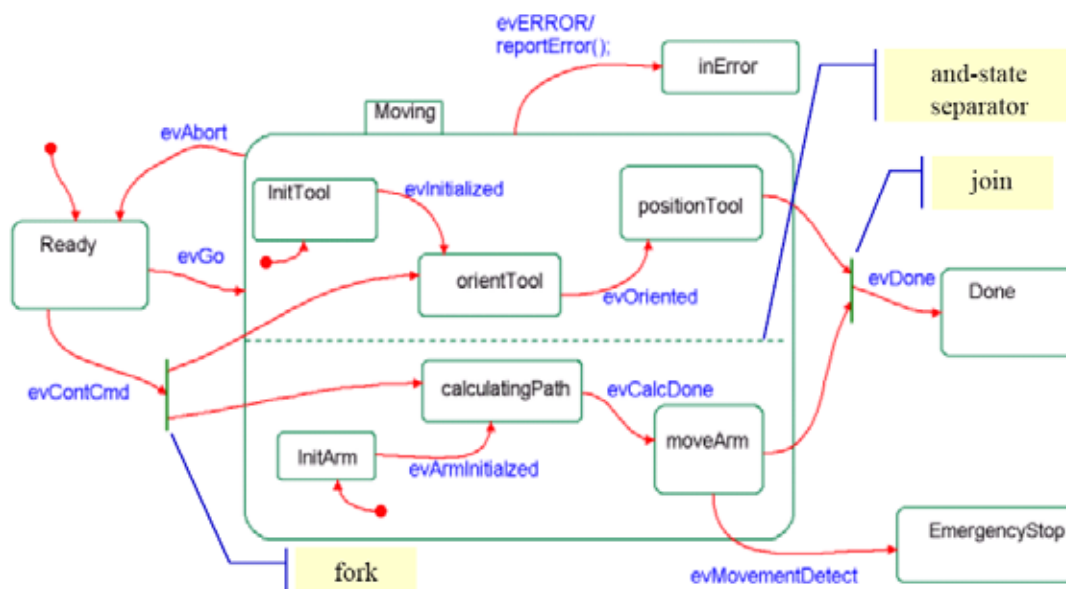 evERROR/
reportError();
inError
and-state
separator
Moving
evAbort
join
InitTool
evInitialized
positionTool
Ready
evGo
orientTool
evOriented
evDone
Done
evContCmd
calculatingPath
evCalcDone
moveArm
InitArm
evArmInitialzed
EmergencyStop
fork
evMovementDetect